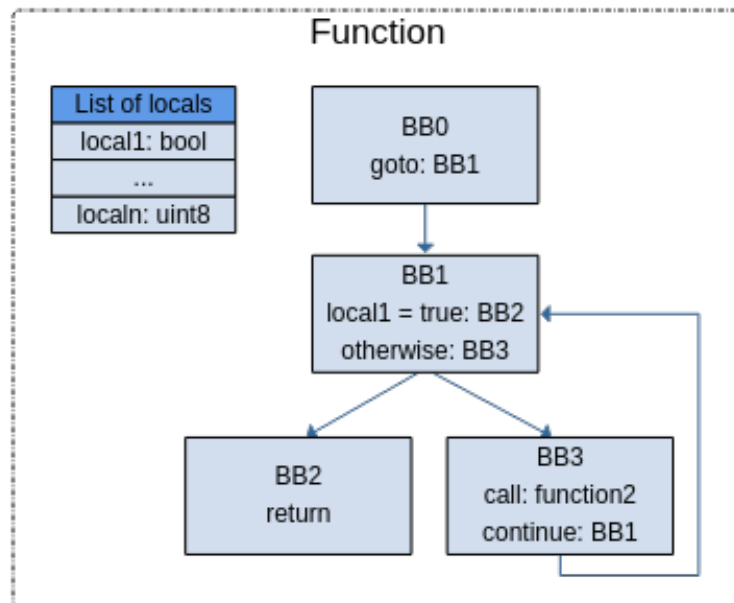 Function
List of locals
local1: bool
...
localn: uint8
BB0
goto: BB1
BB1
local1 = true: BB2
otherwise: BB3
BB2
return
BB3
call: function2
continue: BB1